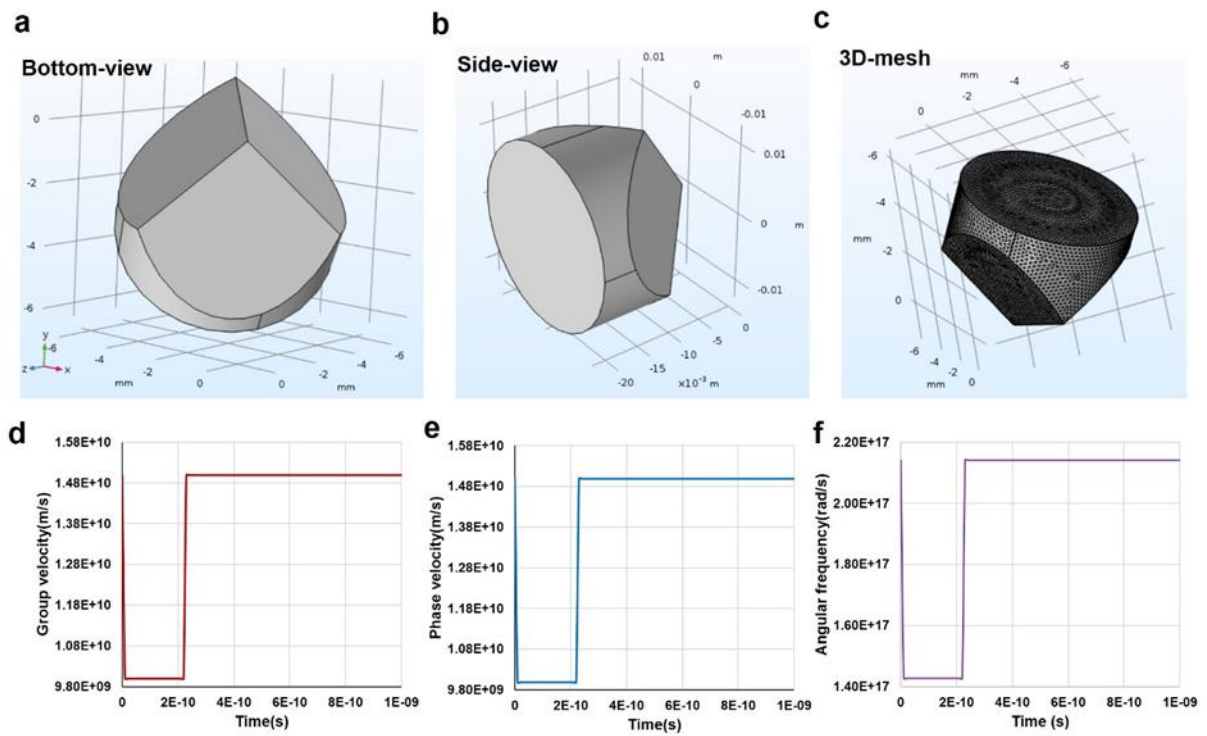 a
Bottom-view
0
-2
-4
-6
y
z
x
-6
-4
-2
0
mm
-6
-4
-2
0
mm
b
Side-view
0.01
m
0
-0.01
0.01
0
m
-0.01
0
-5
-10
-15
-20
×10⁻³ m
c
3D-mesh
-6
mm
-4
-2
0
-6
-4
mm
-2
0
-6
-4
-2
mm
0
d
1.58E+10
1.48E+10
1.38E+10
1.28E+10
1.18E+10
1.08E+10
9.80E+09
Group velocity(m/s)
0 2E-10 4E-10 6E-10 8E-10 1E-09
Time(s)
e
1.58E+10
1.48E+10
1.38E+10
1.28E+10
1.18E+10
1.08E+10
9.80E+09
Phase velocity(m/s)
0 2E-10 4E-10 6E-10 8E-10 1E-09
Time(s)
f
2.20E+17
2.00E+17
1.80E+17
1.60E+17
1.40E+17
Angular frequency(rad/s)
0 2E-10 4E-10 6E-10 8E-10 1E-09
Time (s)